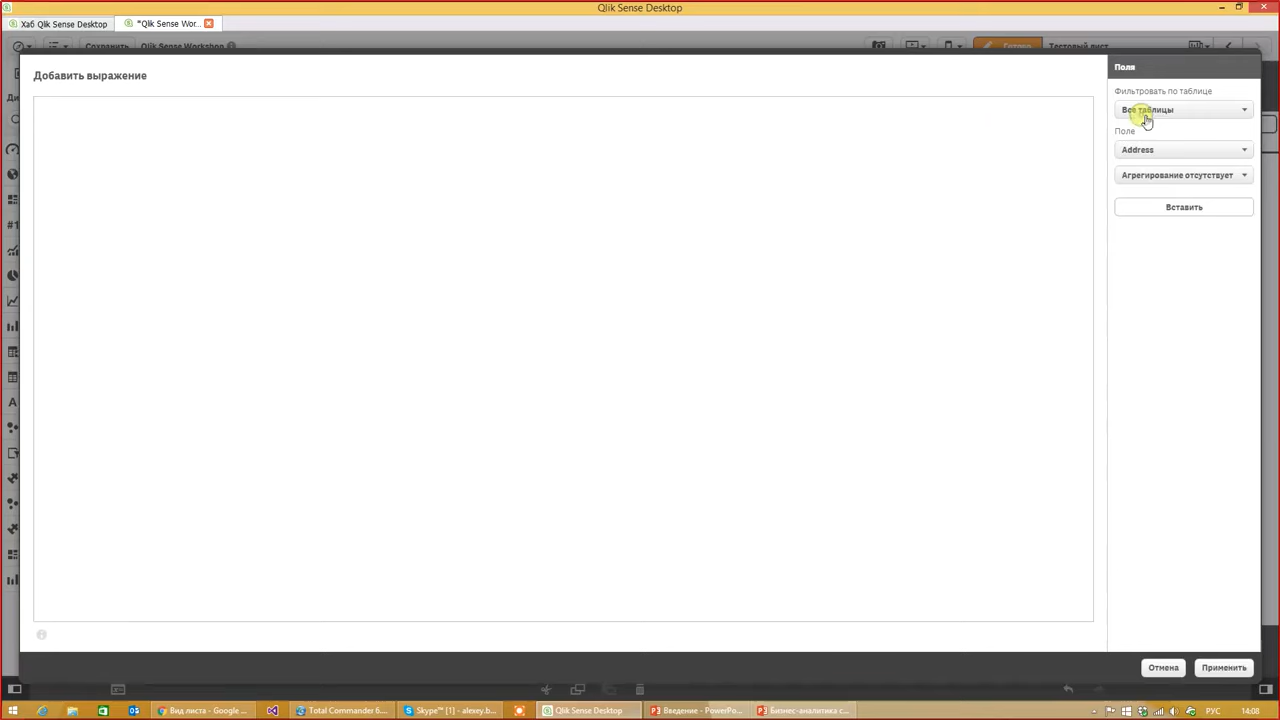 Qlik Sense Desktop
Хаб Qlik Sense Desktop
*Qlik Sense Wor...
Сохранить
Qlik Sense Workshop
Готово
Тестовый лист
Добавить выражение
Поля
Фильтровать по таблице
Все таблицы
Поле
Address
Агрегирование отсутствует
Вставить
#1
A
Отмена
Применить
Вид листа - Google ...
Total Commander 6....
Skype™ [1] - alexey.b...
Qlik Sense Desktop
Введение - PowerPo...
Бизнес-аналитика с...
РУС
14:08